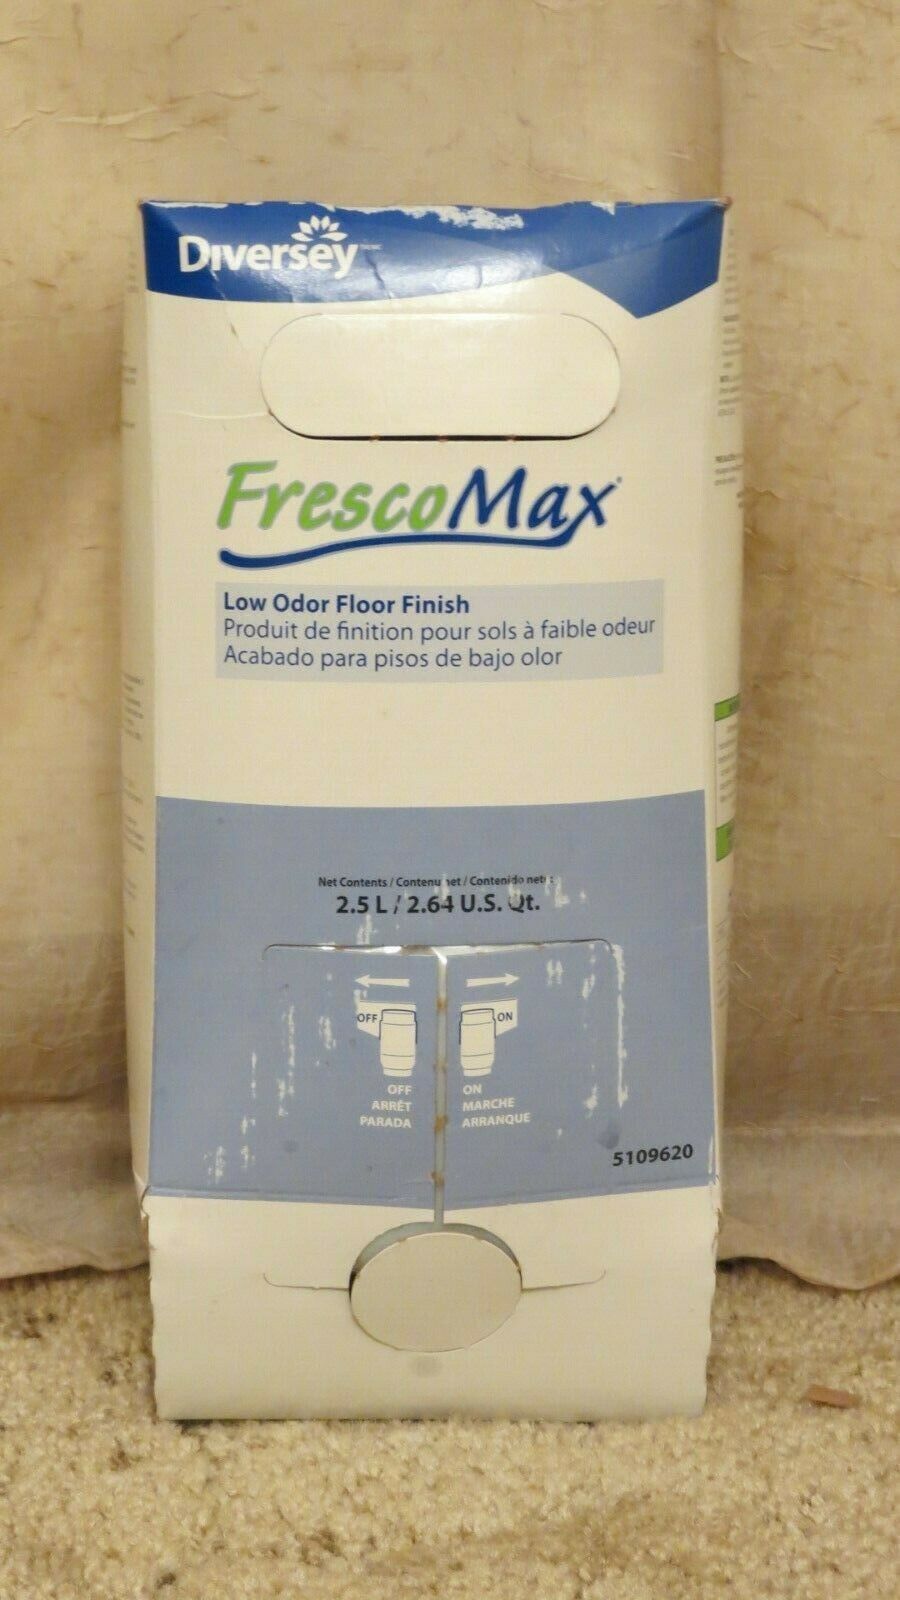 Diversey
FrescoMax
Low Odor Floor Finish
Produit de finition pour sols à faible odeur
Acabado para pisos de bajo olor
Net Contents / Contenu net / Contenido neto:
2.5 L / 2.64 U.S. Qt.
OFF
ON
OFF
ARRÊT
PARADA
ON
MARCHE
ARRANQUE
5109620